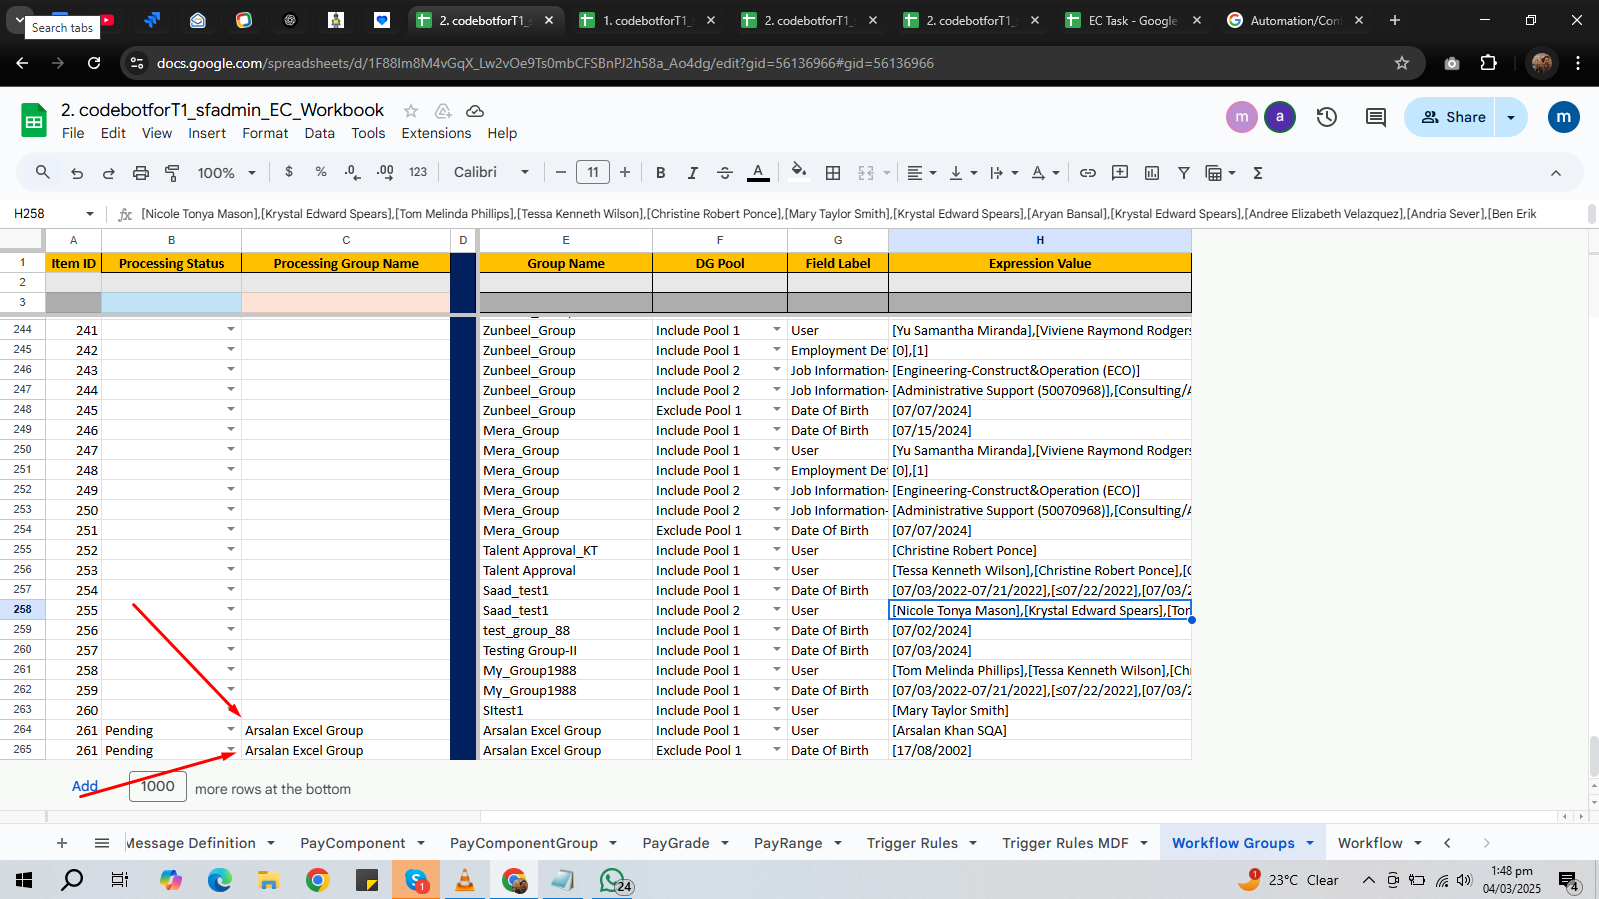 Search tabs
2. codebotforT1_
1. codebotforT1_
2. codebotforT1_
2. codebotforT1_
EC Task - Google
Automation/Con
docs.google.com/spreadsheets/d/1F88Im8M4vGqX_Lw2vOe9Ts0mbCFSBnPJ2h58a_Ao4dg/edit?gid=56136966#gid=56136966
2. codebotforT1_sfadmin_EC_Workbook
File Edit View Insert Format Data Tools Extensions Help
m a Share m
100% $ % .0 .00 123 Calibri 11 B I S A
H258 fx [Nicole Tonya Mason],[Krystal Edward Spears],[Tom Melinda Phillips],[Tessa Kenneth Wilson],[Christine Robert Ponce],[Mary Taylor Smith],[Krystal Edward Spears],[Aryan Bansal],[Krystal Edward Spears],[Andree Elizabeth Velazquez],[Andria Sever],[Ben Erik
A B C D E F G H
1 Item ID Processing Status Processing Group Name Group Name DG Pool Field Label Expression Value
2
3
244 241 Zunbeel_Group Include Pool 1 User [Yu Samantha Miranda],[Viviene Raymond Rodgers
245 242 Zunbeel_Group Include Pool 1 Employment De [0],[1]
246 243 Zunbeel_Group Include Pool 2 Job Information- [Engineering-Construct&Operation (ECO)]
247 244 Zunbeel_Group Include Pool 2 Job Information- [Administrative Support (50070968)],[Consulting/A
248 245 Zunbeel_Group Exclude Pool 1 Date Of Birth [07/07/2024]
249 246 Mera_Group Include Pool 1 Date Of Birth [07/15/2024]
250 247 Mera_Group Include Pool 1 User [Yu Samantha Miranda],[Viviene Raymond Rodgers
251 248 Mera_Group Include Pool 1 Employment De [0],[1]
252 249 Mera_Group Include Pool 2 Job Information- [Engineering-Construct&Operation (ECO)]
253 250 Mera_Group Include Pool 2 Job Information- [Administrative Support (50070968)],[Consulting/A
254 251 Mera_Group Exclude Pool 1 Date Of Birth [07/07/2024]
255 252 Talent Approval_KT Include Pool 1 User [Christine Robert Ponce]
256 253 Talent Approval Include Pool 1 User [Tessa Kenneth Wilson],[Christine Robert Ponce],[C
257 254 Saad_test1 Include Pool 1 Date Of Birth [07/03/2022-07/21/2022],[≤07/22/2022],[07/03/2
258 255 Saad_test1 Include Pool 2 User [Nicole Tonya Mason],[Krystal Edward Spears],[Tom
259 256 test_group_88 Include Pool 1 Date Of Birth [07/02/2024]
260 257 Testing Group-II Include Pool 1 Date Of Birth [07/03/2024]
261 258 My_Group1988 Include Pool 1 User [Tom Melinda Phillips],[Tessa Kenneth Wilson],[Chr
262 259 My_Group1988 Include Pool 1 Date Of Birth [07/03/2022-07/21/2022],[≤07/22/2022],[07/03/2
263 260 SItest1 Include Pool 1 User [Mary Taylor Smith]
264 261 Pending Arsalan Excel Group Arsalan Excel Group Include Pool 1 User [Arsalan Khan SQA]
265 261 Pending Arsalan Excel Group Arsalan Excel Group Exclude Pool 1 Date Of Birth [17/08/2002]
Add 1000 more rows at the bottom
Message Definition PayComponent PayComponentGroup PayGrade PayRange Trigger Rules Trigger Rules MDF Workflow Groups Workflow
1 24 1 23°C Clear 1:48 pm 04/03/2025 4